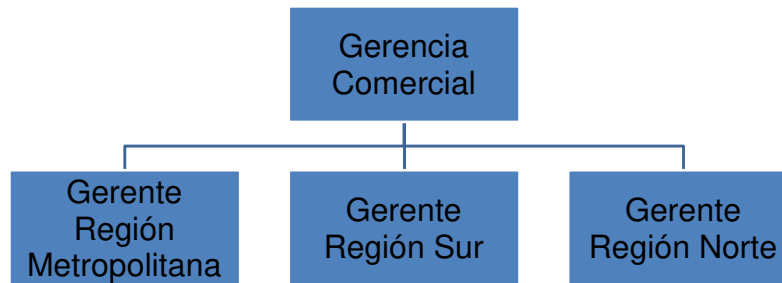 Gerencia
Comercial
Gerente
Región
Metropolitana
Gerente
Región Sur
Gerente
Región Norte